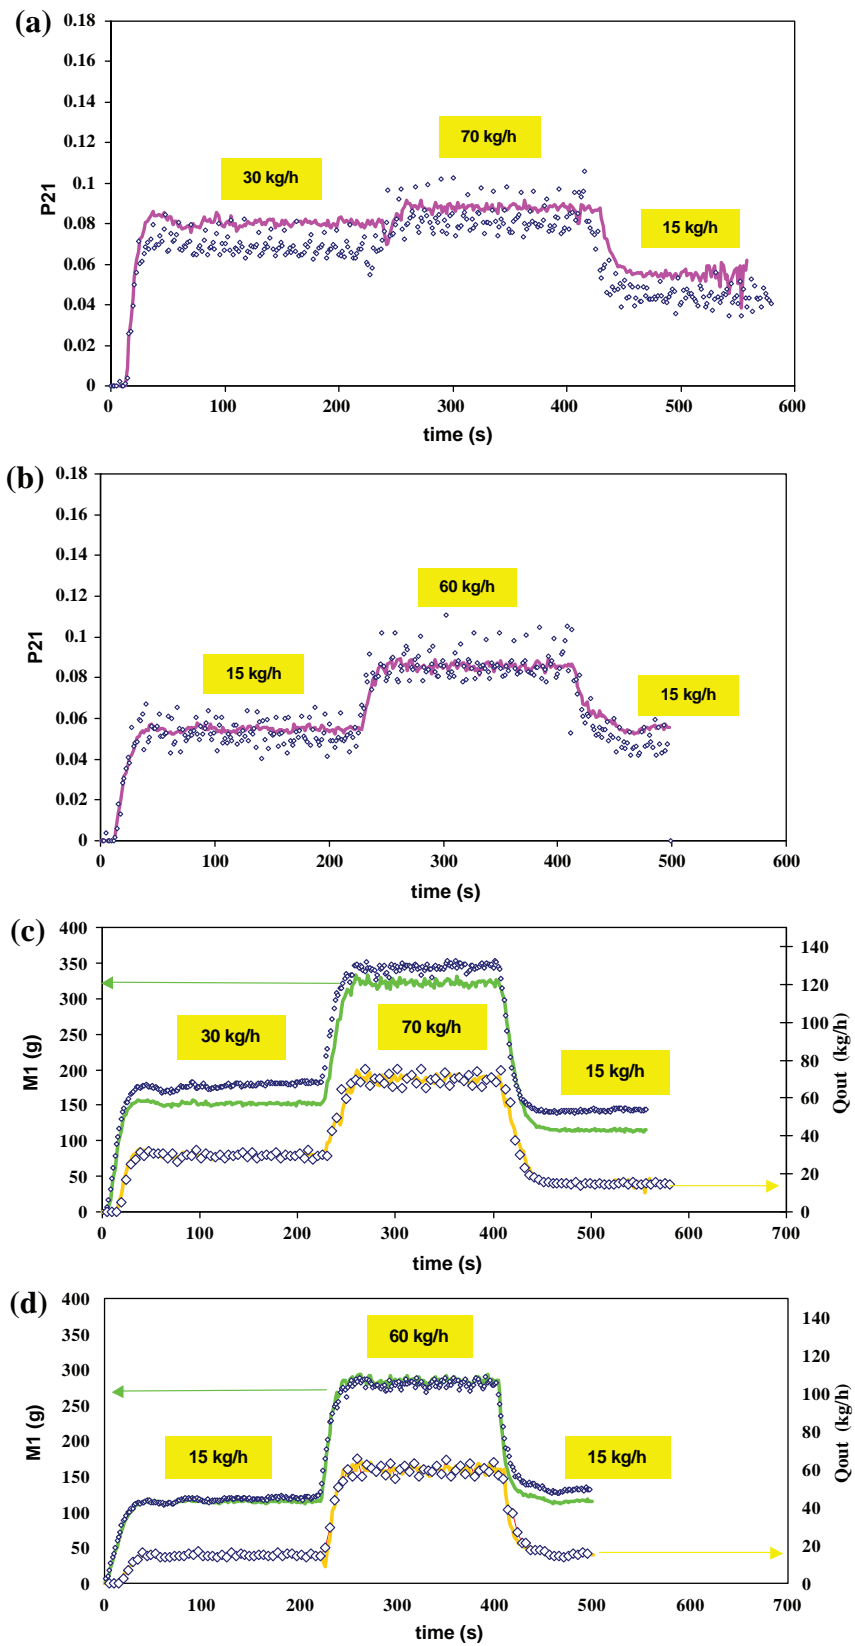 (a)
0.18
0.16
0.14
0.12
0.1
0.08
0.06
0.04
0.02
0
P21
30 kg/h
70 kg/h
15 kg/h
0 100 200 300 400 500 600
time (s)
(b)
0.18
0.16
0.14
0.12
0.1
0.08
0.06
0.04
0.02
0
P21
15 kg/h
60 kg/h
15 kg/h
0 100 200 300 400 500 600
time (s)
(c)
400
350
300
250
200
150
100
50
0
M1 (g)
30 kg/h
70 kg/h
15 kg/h
140
120
100
80
60
40
20
0
Qout (kg/h)
0 100 200 300 400 500 600 700
time (s)
(d)
400
350
300
250
200
150
100
50
0
M1 (g)
15 kg/h
60 kg/h
15 kg/h
140
120
100
80
60
40
20
0
Qout (kg/h)
0 100 200 300 400 500 600 700
time (s)